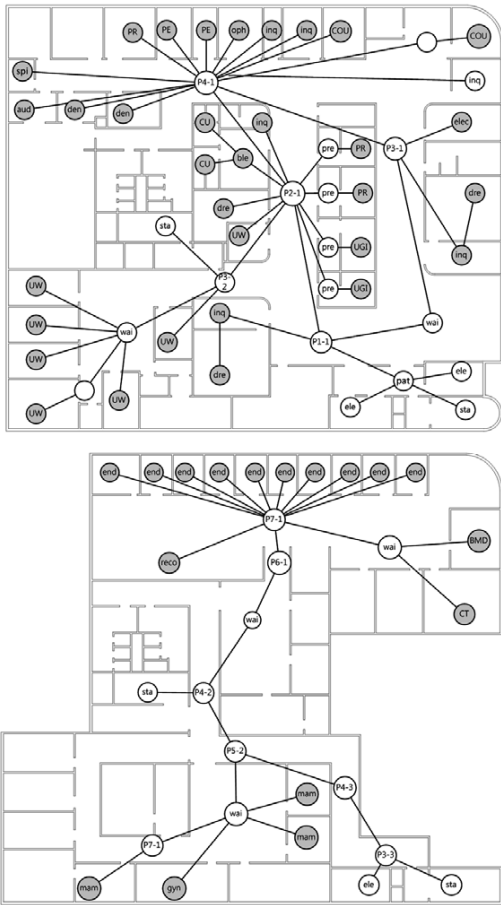 PR PE PE oph inq inq COU COU
spi P4-1 inq
aud den den
CU inq elec
ble pre PR P3-1
CU
P2-1 pre PR dre
dre
sta UW pre UGI inq
P3-2 pre UGI
UW
UW wai inq wai
UW UW P1-1
UW dre pat ele
UW UW ele sta
end end end end end end end end end
P7-1
reco P6-1 wai BMD
wai CT
sta P4-2
P5-2
mam P4-3
wai
P7-1 mam P3-3
mam gyn ele sta